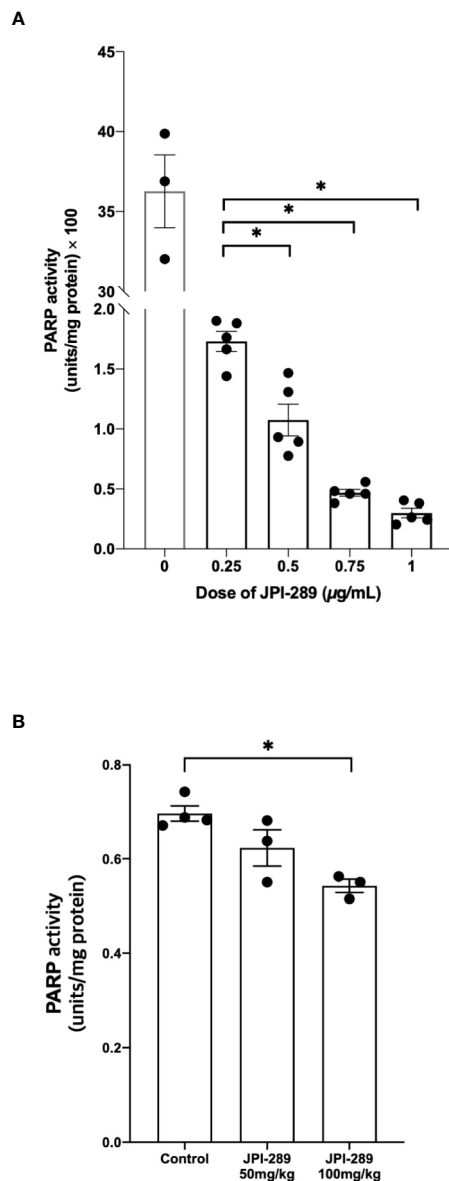 A
45
40
35
30
2.0
1.5
1.0
0.5
0.0
PARP activity
(units/mg protein) × 100
*
*
*
0 0.25 0.5 0.75 1
Dose of JPI-289 (µg/mL)
B
0.8
0.6
0.4
0.2
0.0
PARP activity
(units/mg protein)
*
Control JPI-289 JPI-289
50mg/kg 100mg/kg